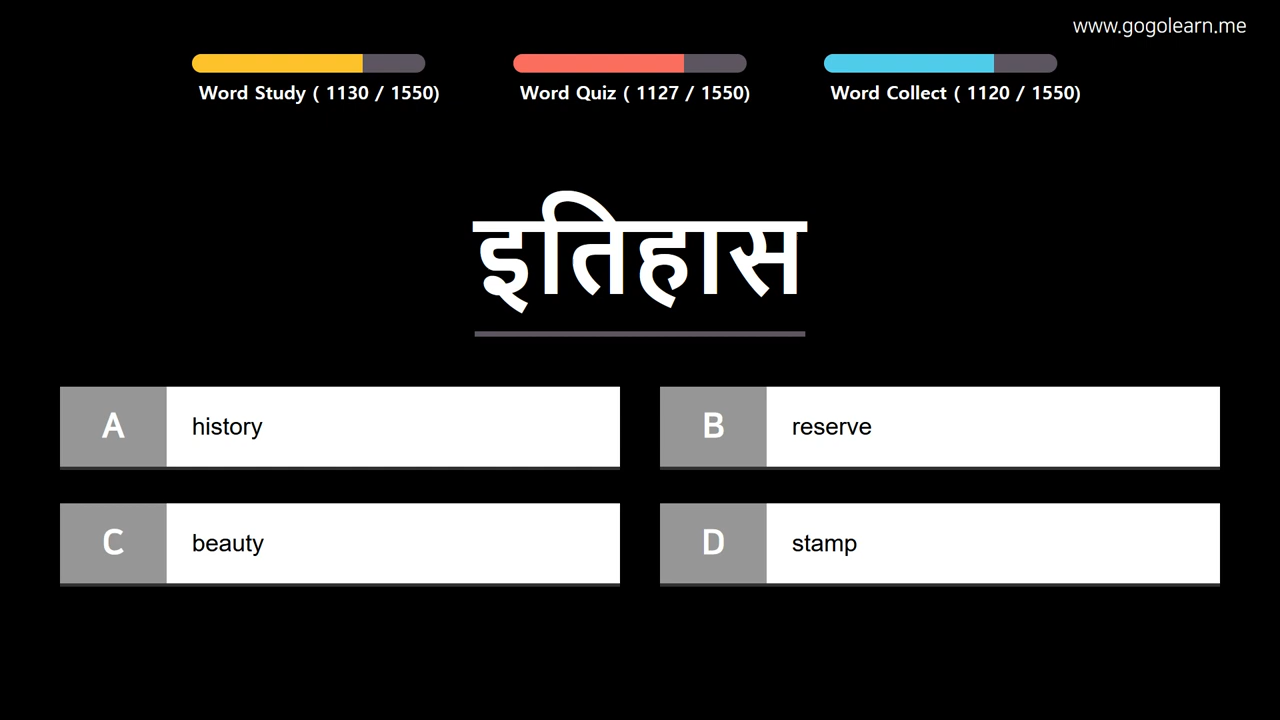 www.gogolearn.me
Word Study ( 1130 / 1550)
Word Quiz ( 1127 / 1550)
Word Collect ( 1120 / 1550)
इतिहास
A history
B reserve
C beauty
D stamp